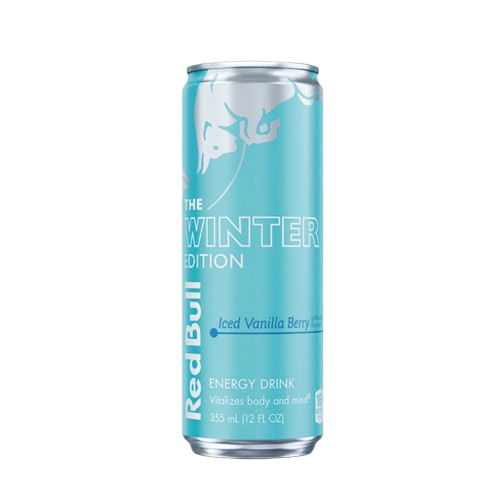 THE
WINTER
EDITION
Red Bull
Iced Vanilla Berry
ENERGY DRINK
Vitalizes body and mind®
355 mL (12 FL OZ)